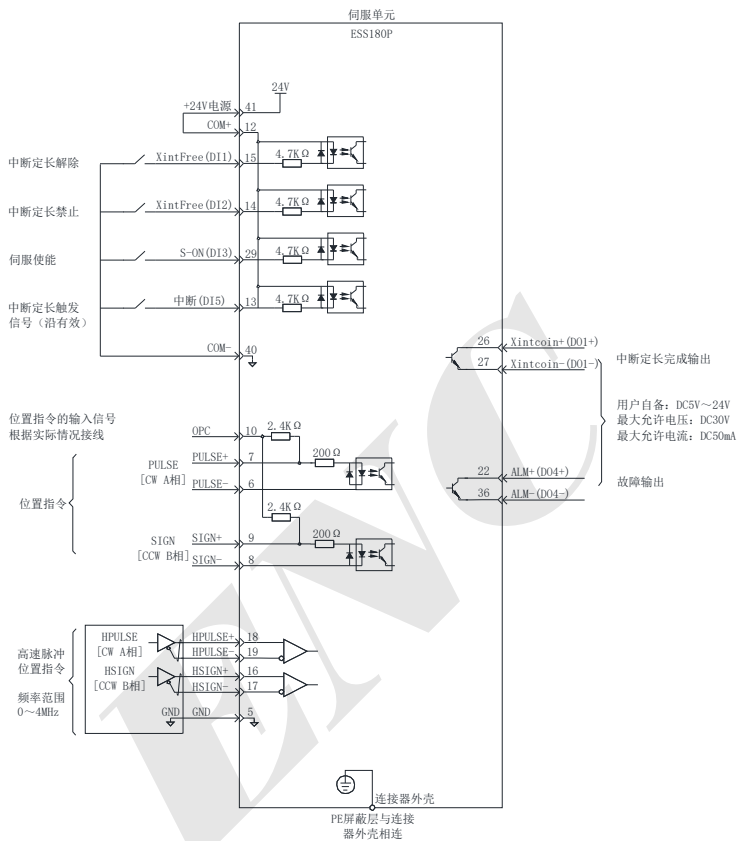 伺服单元
ESS180P
24V
+24V电源 41
COM+ 12
中断定长解除 XintFree(DI1) 15 4.7KΩ
中断定长禁止 XintFree(DI2) 14 4.7KΩ
伺服使能 S-ON(DI3) 29 4.7KΩ
中断定长触发
信号（沿有效）
中断(DI5) 13 4.7KΩ
COM- 40
26 Xintcoin+(DO1+)
27 Xintcoin-(DO1-)
中断定长完成输出
用户自备：DC5V～24V
最大允许电压：DC30V
最大允许电流：DC50mA
22 ALM+(DO4+)
36 ALM-(DO4-)
故障输出
位置指令的输入信号
根据实际情况接线
位置指令
OPC 10 2.4KΩ
PULSE
[CW A相]
PULSE+ 7 200Ω
PULSE- 6
2.4KΩ
SIGN
[CCW B相]
SIGN+ 9 200Ω
SIGN- 8
高速脉冲
位置指令
频率范围
0～4MHz
HPULSE
[CW A相]
HPULSE+ 18
HPULSE- 19
HSIGN
[CCW B相]
HSIGN+ 16
HSIGN- 17
GND GND 5
连接器外壳
PE屏蔽层与连接
器外壳相连
ENC